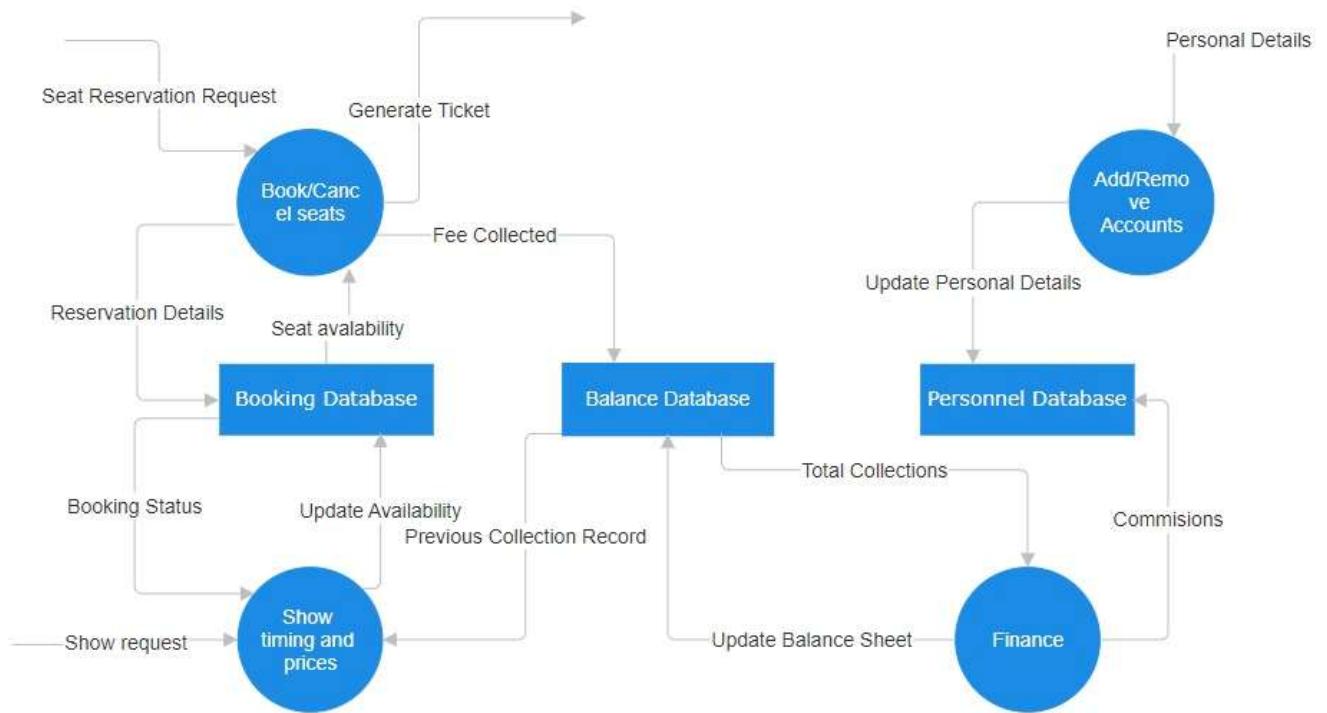 Personal Details
Seat Reservation Request
Generate Ticket
Book/Canc
el seats
Add/Remo
ve
Accounts
Fee Collected
Update Personal Details
Reservation Details
Seat avalability
Booking Database
Balance Database
Personnel Database
Total Collections
Booking Status
Update Availability
Previous Collection Record
Commisions
Show request
Show
timing and
prices
Update Balance Sheet
Finance